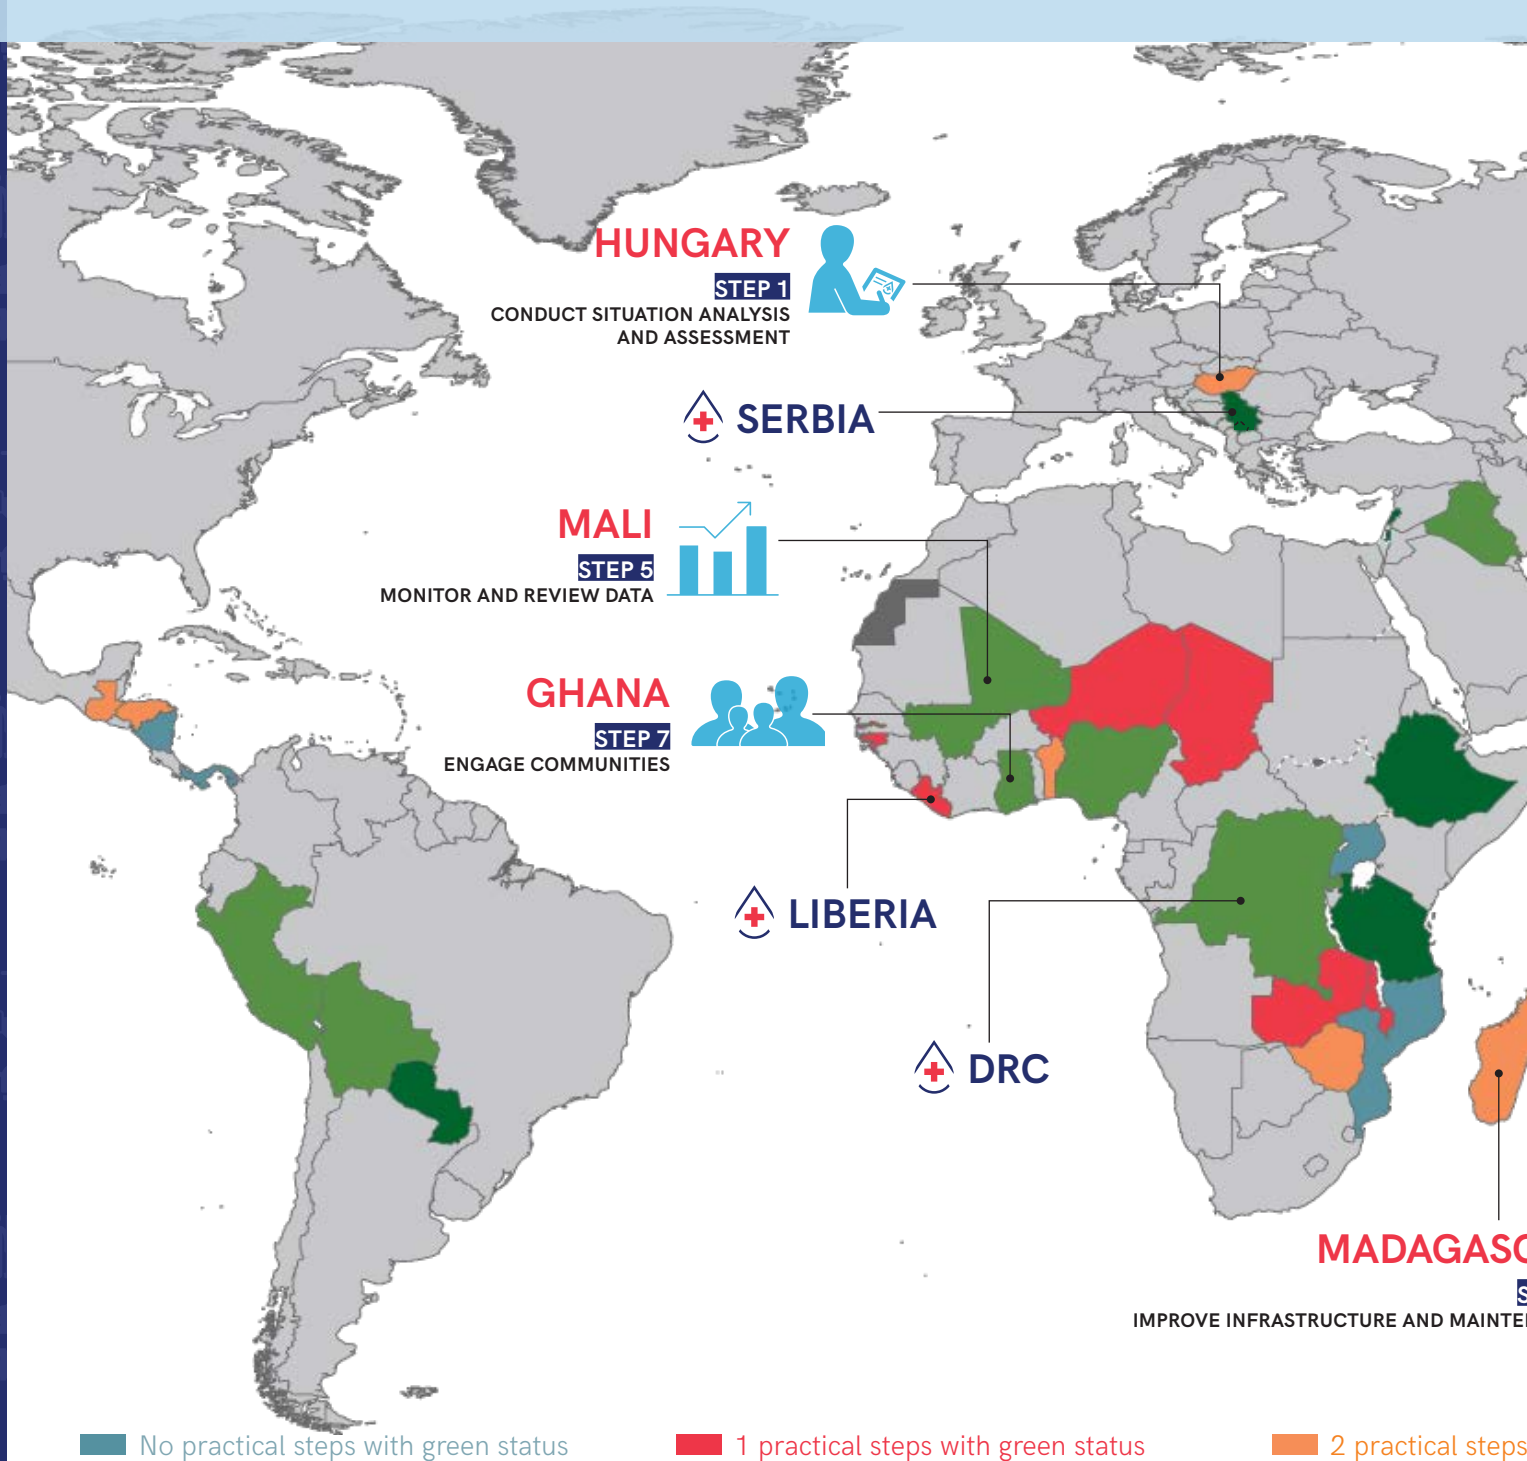 HUNGARY
STEP 1
CONDUCT SITUATION ANALYSIS
AND ASSESSMENT
SERBIA
MALI
STEP 5
MONITOR AND REVIEW DATA
GHANA
STEP 7
ENGAGE COMMUNITIES
LIBERIA
DRC
MADAGASC
S
IMPROVE INFRASTRUCTURE AND MAINTE
No practical steps with green status
1 practical steps with green status
2 practical steps